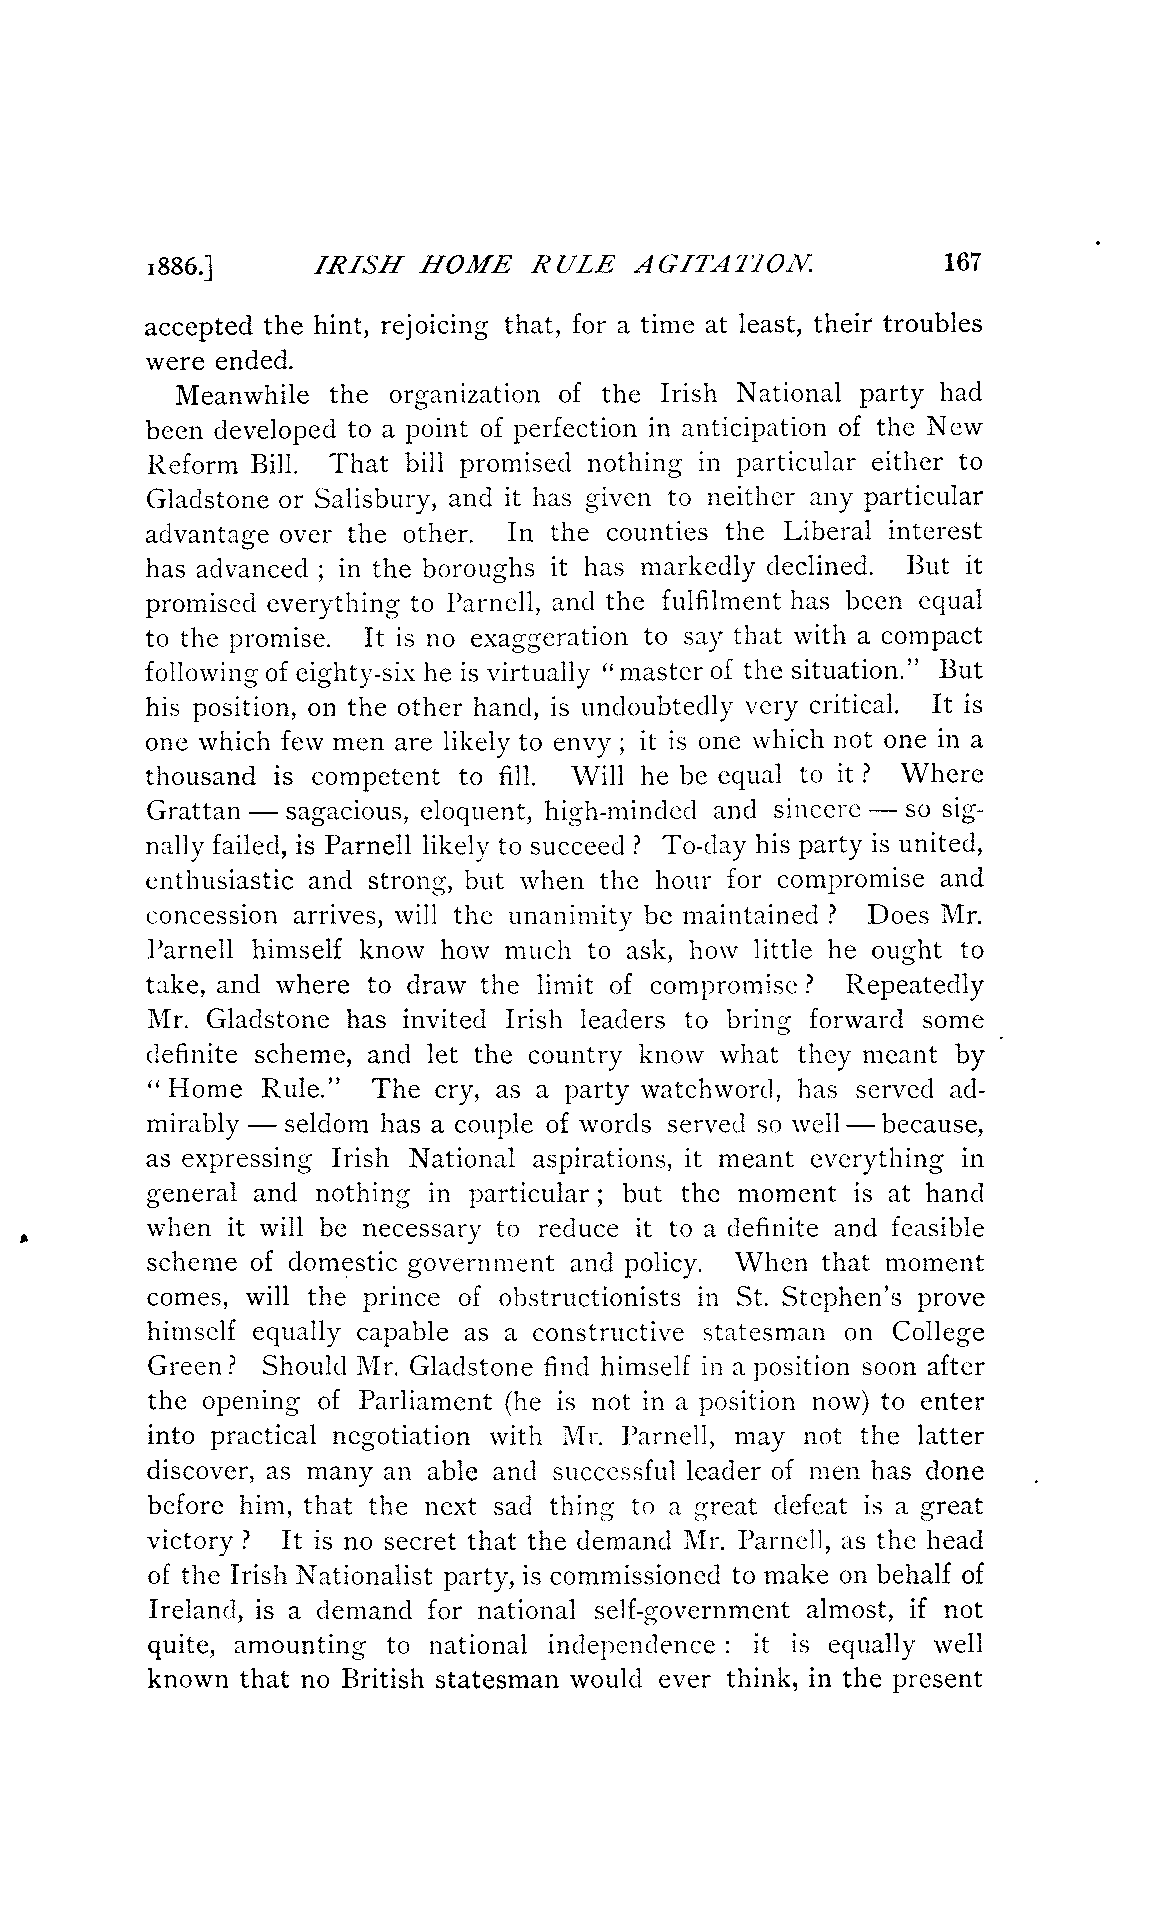 1886.] IRISH HOME RULE AGITATION. 167
accepted the hint, rejoicing that, for a time at least, their troubles
were ended.
Meanwhile the organization of the Irish National party had
been developed to a point of perfection in anticipation of the New
Reform Bill. That bill promised nothing in particular either to
Gladstone or Salisbury, and it has given to neither any particular
advantage over the other. In the counties the Liberal interest
has advanced ; in the boroughs it has markedly declined. But it
promised everything to Parnell, and the fulfilment has been equal
to the promise. It is no exaggeration to say that with a compact
following of eighty-six he is virtually “master of the situation.” But
his position, on the other hand, is undoubtedly very critical. It is
one which few men are likely to envy ; it is one which not one in a
thousand is competent to fill. Will he be equal to it ? Where
Grattan — sagacious, eloquent, high-minded and sincere — so sig-
nally failed, is Parnell likely to succeed ? To-day his party is united,
enthusiastic and strong, but when the hour for compromise and
concession arrives, will the unanimity be maintained ? Does Mr.
Parnell himself know how much to ask, how little he ought to
take, and where to draw the limit of compromise ? Repeatedly
Mr. Gladstone has invited Irish leaders to bring forward some
definite scheme, and let the country know what they meant by
“ Home Rule.” The cry, as a party watchword, has served ad-
mirably — seldom has a couple of words served so well — because,
as expressing Irish National aspirations, it meant everything in
general and nothing in particular ; but the moment is at hand
when it will be necessary to reduce it to a definite and feasible
scheme of domestic government and policy. When that moment
comes, will the prince of obstructionists in St. Stephen's prove
himself equally capable as a constructive statesman on College
Green ? Should Mr. Gladstone find himself in a position soon after
the opening of Parliament (he is not in a position now) to enter
into practical negotiation with Mr. Parnell, may not the latter
discover, as many an able and successful leader of men has done
before him, that the next sad thing to a great defeat is a great
victory ? It is no secret that the demand Mr. Parnell, as the head
of the Irish Nationalist party, is commissioned to make on behalf of
Ireland, is a demand for national self-government almost, if not
quite, amounting to national independence : it is equally well
known that no British statesman would ever think, in the present